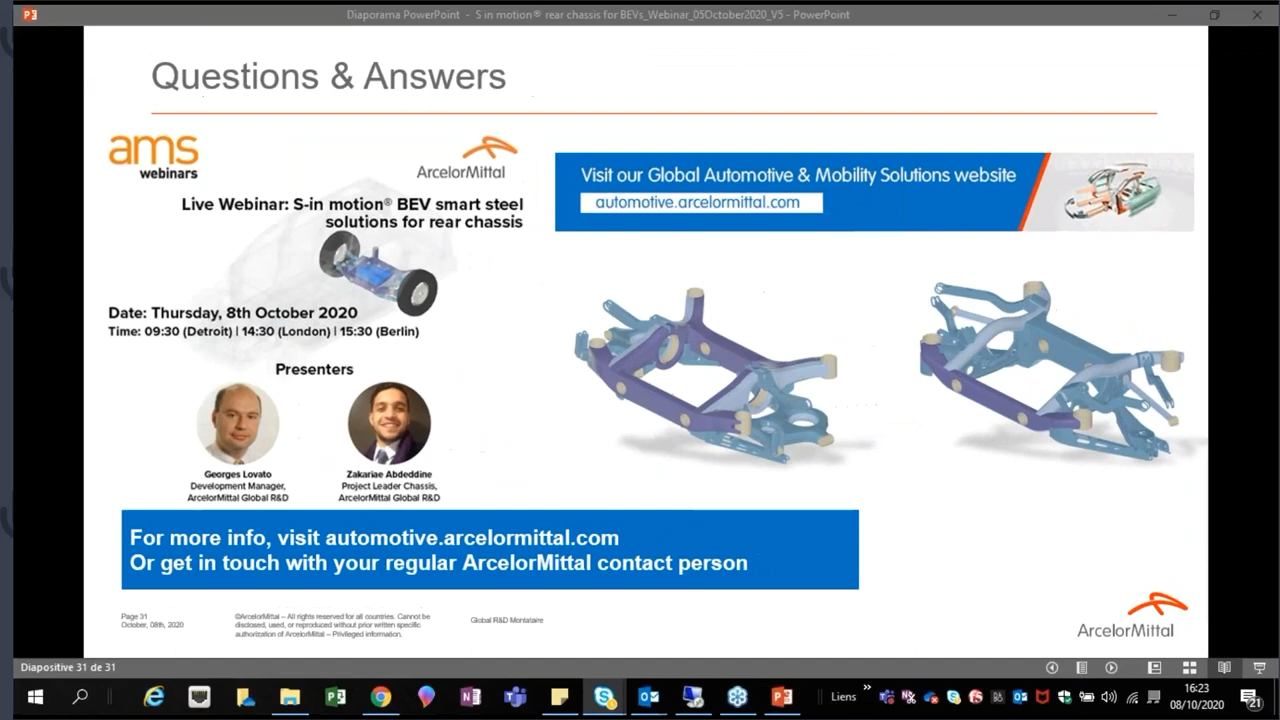 Diaporama PowerPoint - S in motion® rear chassis for BEVs_Webinar_05October2020_V5 - PowerPoint
Questions & Answers
ams
webinars
ArcelorMittal
Live Webinar: S-in motion® BEV smart steel
solutions for rear chassis
Date: Thursday, 8th October 2020
Time: 09:30 (Detroit) | 14:30 (London) | 15:30 (Berlin)
Presenters
Georges Lovato
Development Manager,
ArcelorMittal Global R&D
Zakariae Abdeddine
Project Leader Chassis,
ArcelorMittal Global R&D
Visit our Global Automotive & Mobility Solutions website
automotive.arcelormittal.com
For more info, visit automotive.arcelormittal.com
Or get in touch with your regular ArcelorMittal contact person
Page 31
October, 08th, 2020
©ArcelorMittal – All rights reserved for all countries. Cannot be
disclosed, used, or reproduced without prior written specific
authorization of ArcelorMittal – Privileged information.
Global R&D Montataire
ArcelorMittal
Diapositive 31 de 31
Liens
16:23
08/10/2020
21